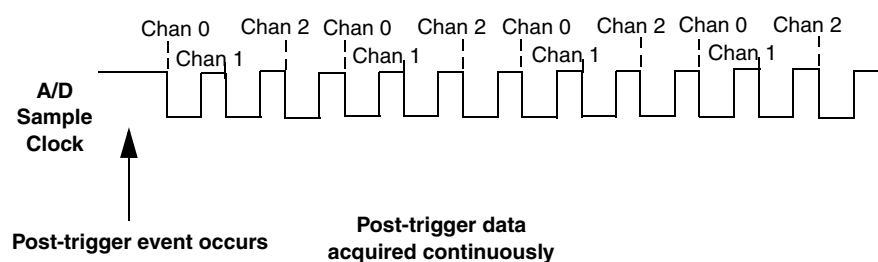 Chan 0 Chan 2 Chan 0 Chan 2 Chan 0 Chan 2 Chan 0 Chan 2
Chan 1 Chan 1 Chan 1 Chan 1
A/D
Sample
Clock
Post-trigger event occurs
Post-trigger data
acquired continuously